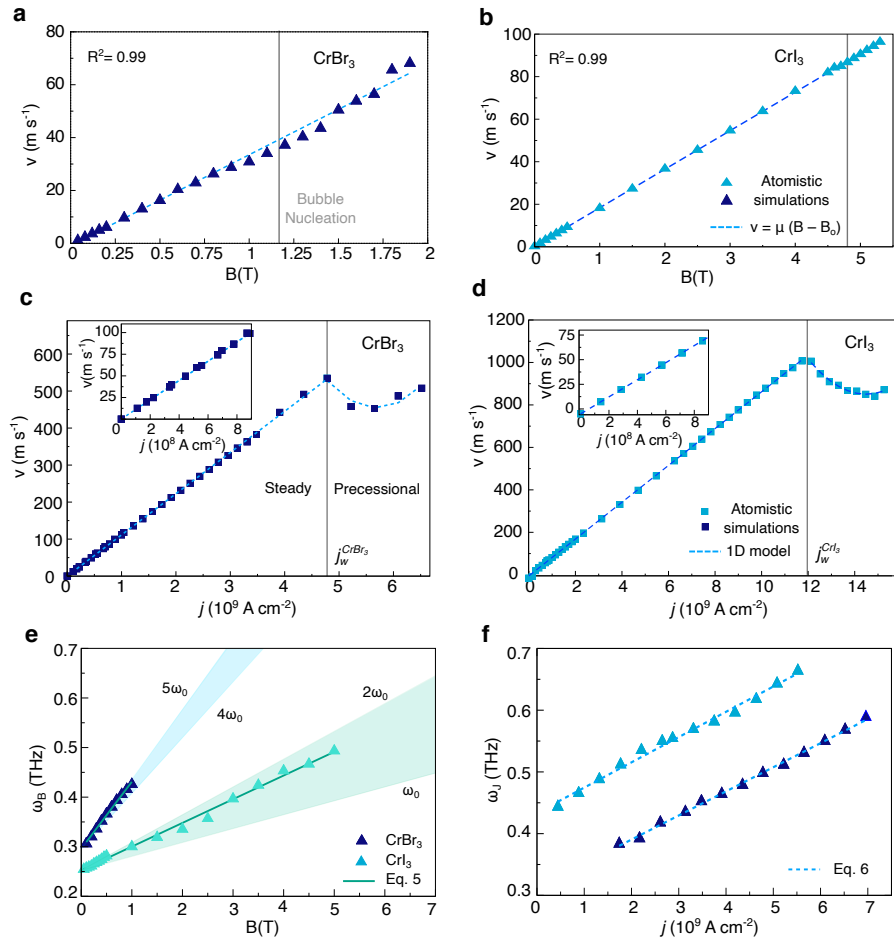 a
R²= 0.99
CrBr₃
Bubble
Nucleation
v (m s⁻¹)
80
60
40
20
0
0 0.25 0.5 0.75 1 1.25 1.5 1.75 2
B(T)
b
R²= 0.99
CrI₃
Atomistic
simulations
v = μ (B – Bₒ)
v (m s⁻¹)
100
80
60
40
20
0
0 1 2 3 4 5
B(T)
c
CrBr₃
v(m s⁻¹)
100
75
50
25
0 2 4 6 8
j (10⁸ A cm⁻²)
Steady
Precessional
j_w^CrBr₃
v (m s⁻¹)
600
500
400
300
200
100
0
0 1 2 3 4 5 6
j (10⁹ A cm⁻²)
d
CrI₃
v(m s⁻¹)
75
50
25
0
0 2 4 6 8
j (10⁸ A cm⁻²)
Atomistic
simulations
1D model
j_w^CrI₃
v (m s⁻¹)
1200
1000
800
600
400
200
0
0 2 4 6 8 10 12 14
j (10⁹ A cm⁻²)
e
5ω₀
4ω₀
2ω₀
ω₀
CrBr₃
CrI₃
Eq. 5
ω_B (THz)
0.7
0.6
0.5
0.4
0.3
0.2
0 1 2 3 4 5 6 7
B(T)
f
Eq. 6
ω_J (THz)
0.7
0.6
0.5
0.4
0.3
0 1 2 3 4 5 6 7
j (10⁹ A cm⁻²)